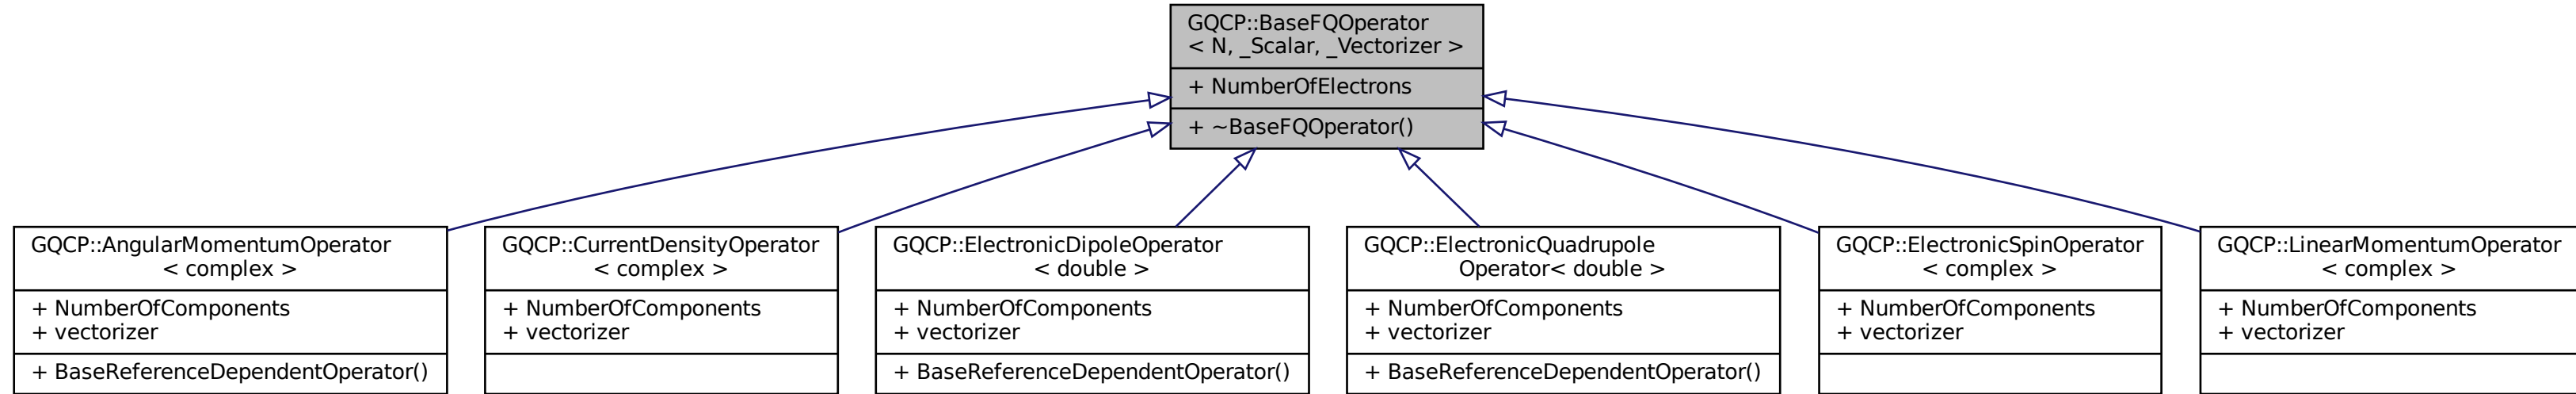 GQCP::BaseFQOperator
< N, _Scalar, _Vectorizer >
+ NumberOfElectrons
+ ~BaseFQOperator()
GQCP::AngularMomentumOperator
< complex >
+ NumberOfComponents
+ vectorizer
+ BaseReferenceDependentOperator()
GQCP::CurrentDensityOperator
< complex >
+ NumberOfComponents
+ vectorizer
GQCP::ElectronicDipoleOperator
< double >
+ NumberOfComponents
+ vectorizer
+ BaseReferenceDependentOperator()
GQCP::ElectronicQuadrupole
Operator< double >
+ NumberOfComponents
+ vectorizer
+ BaseReferenceDependentOperator()
GQCP::ElectronicSpinOperator
< complex >
+ NumberOfComponents
+ vectorizer
GQCP::LinearMomentumOperator
< complex >
+ NumberOfComponents
+ vectorizer